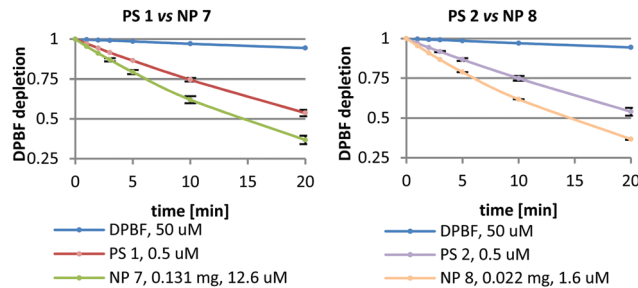 PS 1 vs NP 7
DPBF depletion
1
0.75
0.5
0.25
0
5
10
15
20
time [min]
DPBF, 50 uM
PS 1, 0.5 uM
NP 7, 0.131 mg, 12.6 uM
PS 2 vs NP 8
DPBF depletion
1
0.75
0.5
0.25
0
5
10
15
20
time [min]
DPBF, 50 uM
PS 2, 0.5 uM
NP 8, 0.022 mg, 1.6 uM